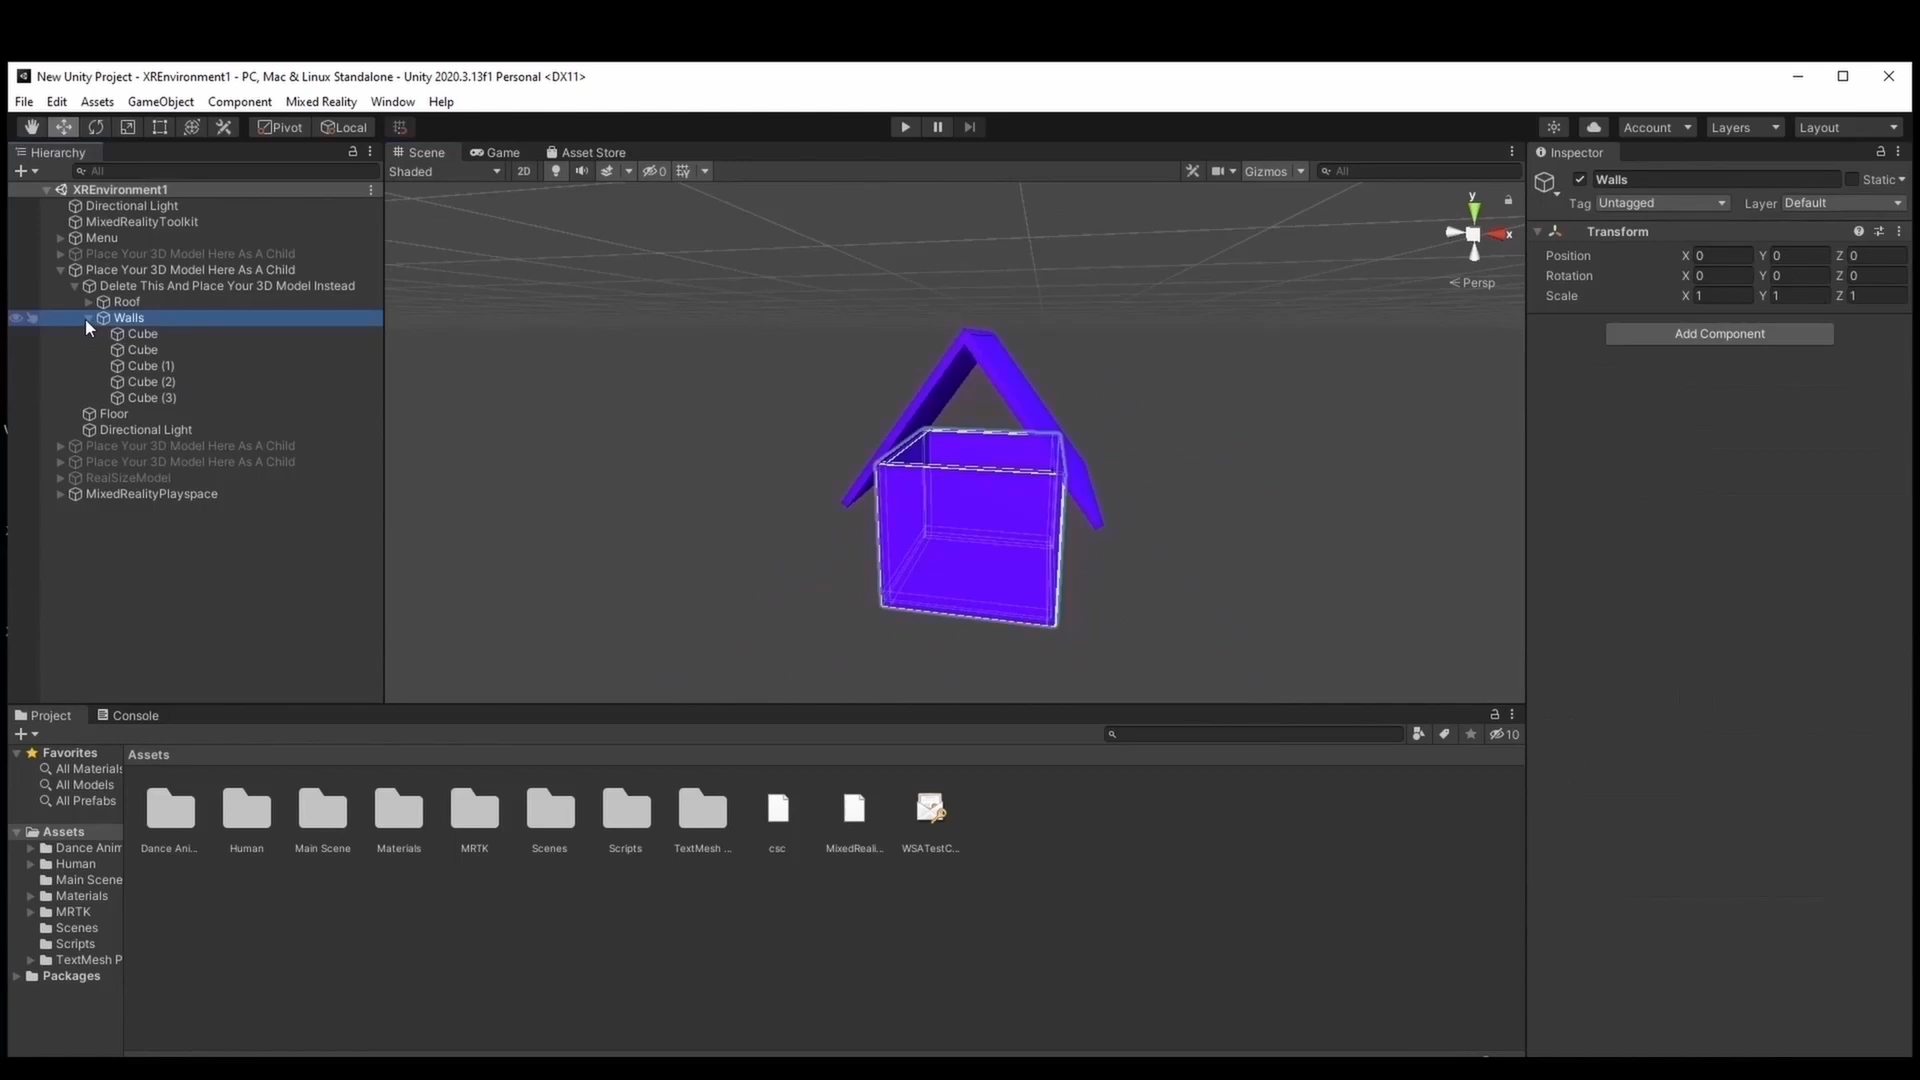 New Unity Project - XREnvironment1 - PC, Mac & Linux Standalone - Unity 2020.3.13f1 Personal <DX11>
File Edit Assets GameObject Component Mixed Reality Window Help
Pivot Local Account Layers Layout
Hierarchy
All
XREnvironment1
Directional Light
MixedRealityToolkit
Menu
Place Your 3D Model Here As A Child
Place Your 3D Model Here As A Child
Delete This And Place Your 3D Model Instead
Roof
Walls
Cube
Cube
Cube (1)
Cube (2)
Cube (3)
Floor
Directional Light
Place Your 3D Model Here As A Child
Place Your 3D Model Here As A Child
RealSizeModel
MixedRealityPlayspace
Scene Game Asset Store
Shaded 2D 0 Gizmos All
y
x
Persp
Inspector
Walls Static
Tag Untagged Layer Default
Transform
Position X 0 Y 0 Z 0
Rotation X 0 Y 0 Z 0
Scale X 1 Y 1 Z 1
Add Component
Project Console
10
Favorites
All Materials
All Models
All Prefabs
Assets
Dance Anim
Human
Main Scene
Materials
MRTK
Scenes
Scripts
TextMesh P
Packages
Assets
Dance Ani... Human Main Scene Materials MRTK Scenes Scripts TextMesh ... csc MixedReali... WSATestC...